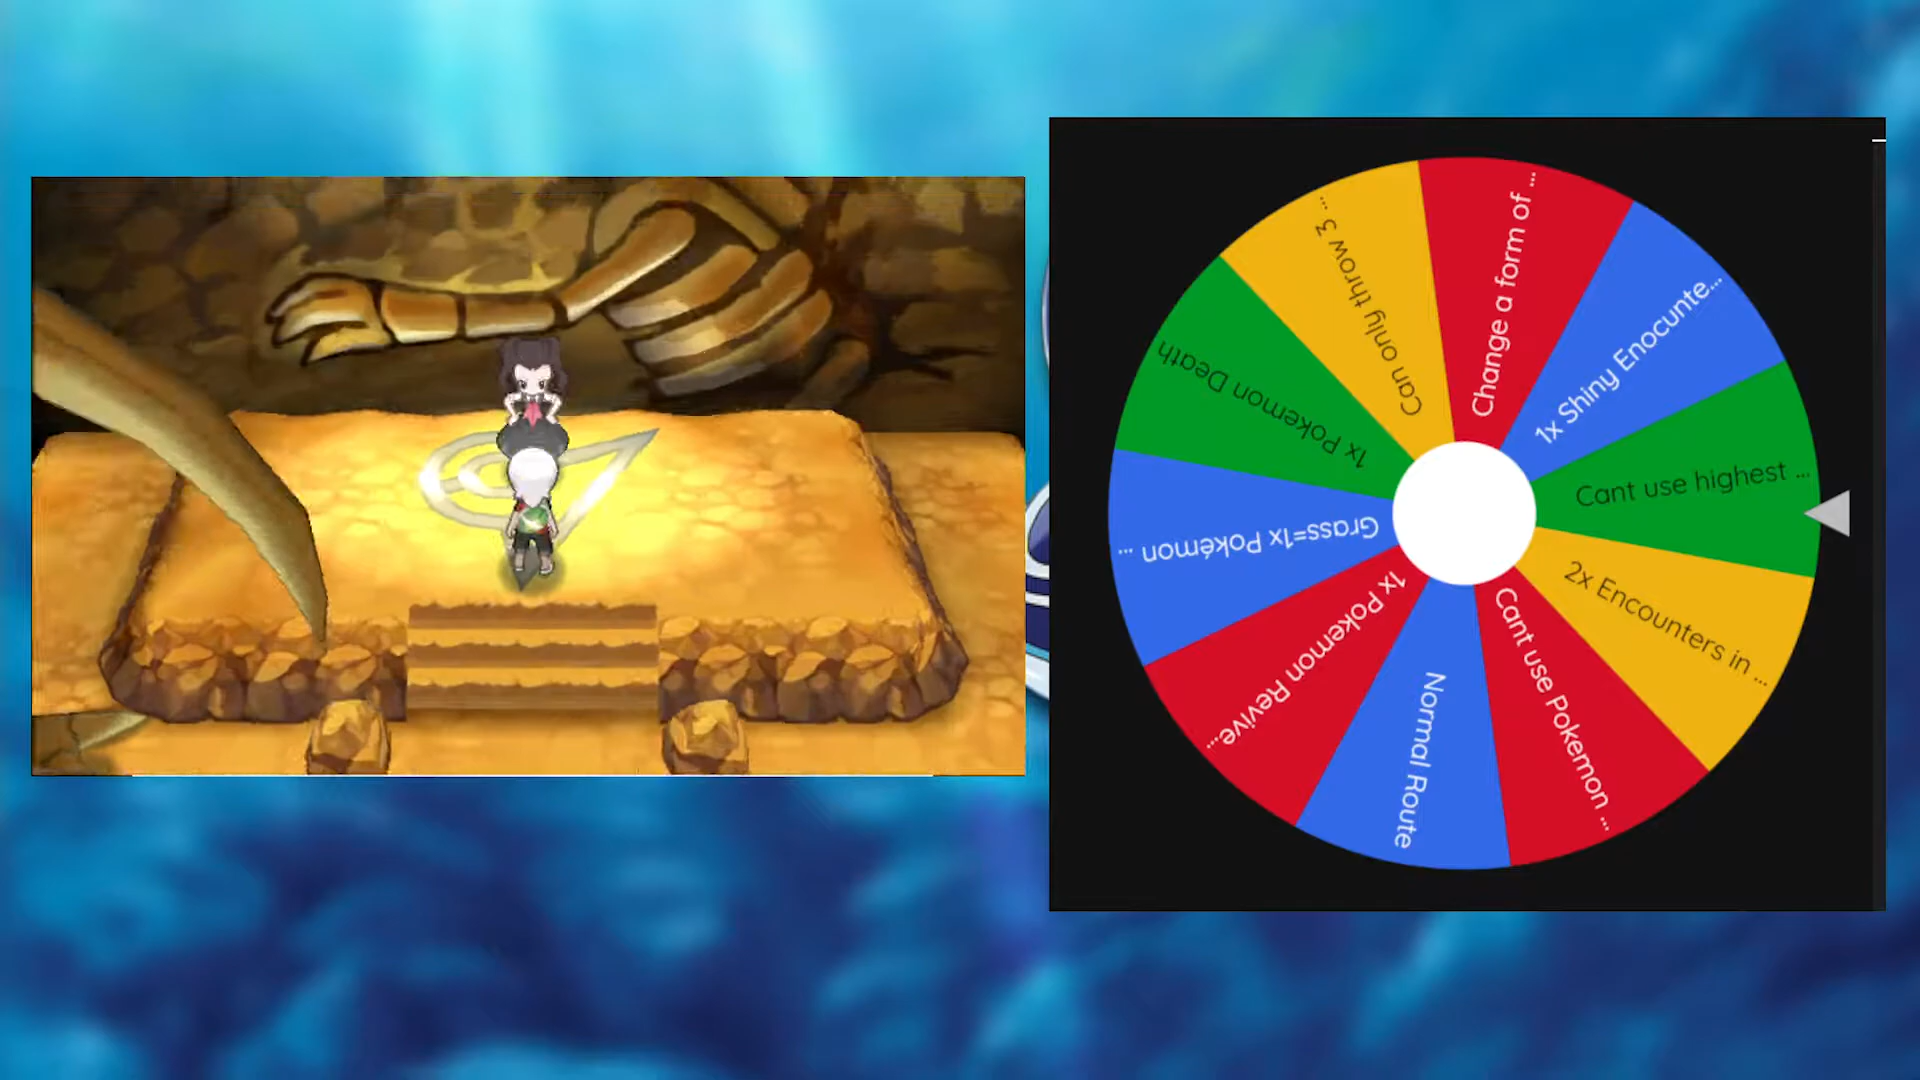 Change a form of ...
1x Shiny Enocunte...
Cant use highest ...
2x Encounters in ...
Cant use Pokemon ...
Normal Route
1x Pokemon Revive...
Grass=1x Pokémon ...
1x Pokemon Death
Can only throw 3 ...